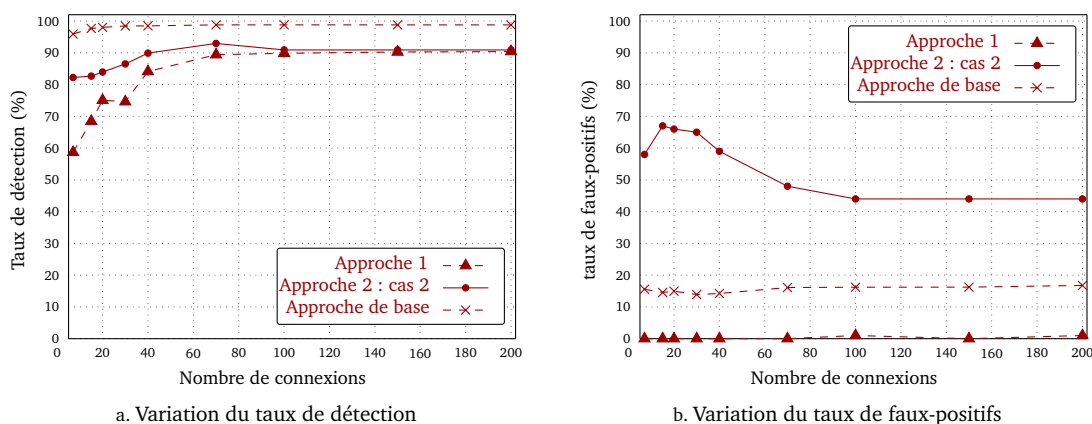 100
90
80
70
60
50
40
30
20
10
0
Taux de détection (%)
Approche 1
Approche 2 : cas 2
Approche de base
0 20 40 60 80 100 120 140 160 180 200
Nombre de connexions
a. Variation du taux de détection
100
90
80
70
60
50
40
30
20
10
0
taux de faux-positifs (%)
Approche 1
Approche 2 : cas 2
Approche de base
0 20 40 60 80 100 120 140 160 180 200
Nombre de connexions
b. Variation du taux de faux-positifs